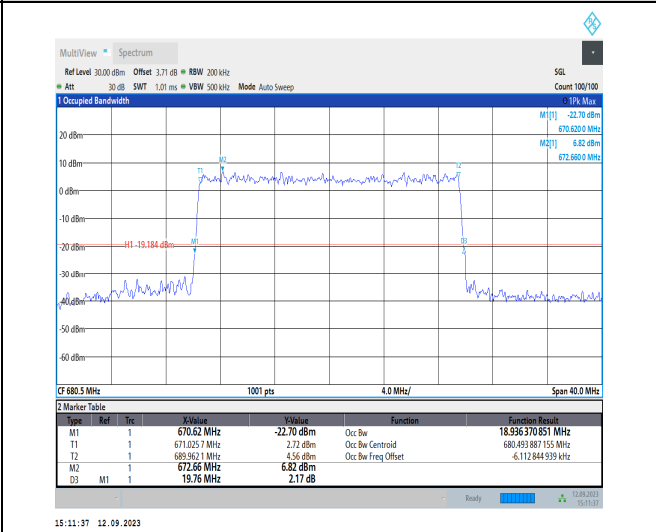 R&S
MultiView Spectrum
Ref Level 30.00 dBm Offset 3.71 dB RBW 200 kHz SGL
Att 30 dB SWT 1.01 ms VBW 500 kHz Mode Auto Sweep Count 100/100
1 Occupied Bandwidth 1Pk Max
M1[1] -22.70 dBm
670.620 0 MHz
M2[1] 6.82 dBm
672.660 0 MHz
20 dBm
10 dBm
M2
T1
T2
0 dBm
-10 dBm
-20 dBm
H1 -19.184 dBm
M1
D3
-30 dBm
-40 dBm
-50 dBm
-60 dBm
CF 680.5 MHz 1001 pts 4.0 MHz/ Span 40.0 MHz
2 Marker Table
Type Ref Trc X-Value Y-Value Function Function Result
M1 1 670.62 MHz -22.70 dBm Occ Bw 18.936 370 851 MHz
T1 1 671.025 7 MHz 2.72 dBm Occ Bw Centroid 680.493 887 155 MHz
T2 1 689.962 1 MHz 4.56 dBm Occ Bw Freq Offset -6.112 844 939 kHz
M2 1 672.66 MHz 6.82 dBm
D3 M1 1 19.76 MHz 2.17 dB
Ready 12.09.2023
15:11:37
15:11:37 12.09.2023